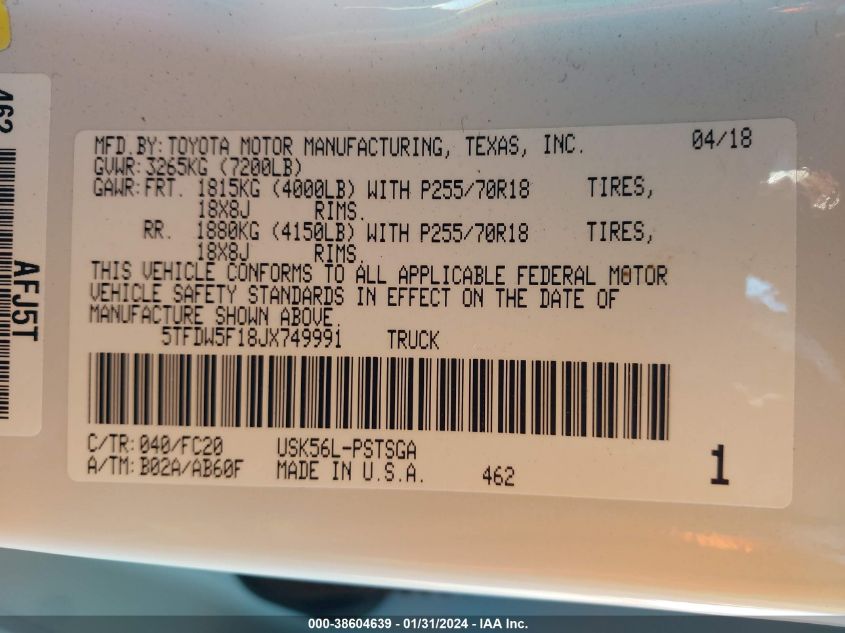 MFD.BY: TOYOTA MOTOR MANUFACTURING, TEXAS, INC. 04/18
GVWR: 3265KG (7200LB)
GAWR: FRT. 1815KG (4000LB) WITH P255/70R18 TIRES,
18X8J RIMS.
RR. 1880KG (4150LB) WITH P255/70R18 TIRES,
18X8J RIMS.
THIS VEHICLE CONFORMS TO ALL APPLICABLE FEDERAL MOTOR
VEHICLE SAFETY STANDARDS IN EFFECT ON THE DATE OF
MANUFACTURE SHOWN ABOVE.
5TFDW5F18JX749991 TRUCK
C/TR: 040/FC20 USK56L-PSTSGA
A/TM: B02A/AB60F MADE IN U.S.A. 462 1
462
AFJ5T
000-38604639 - 01/31/2024 - IAA Inc.